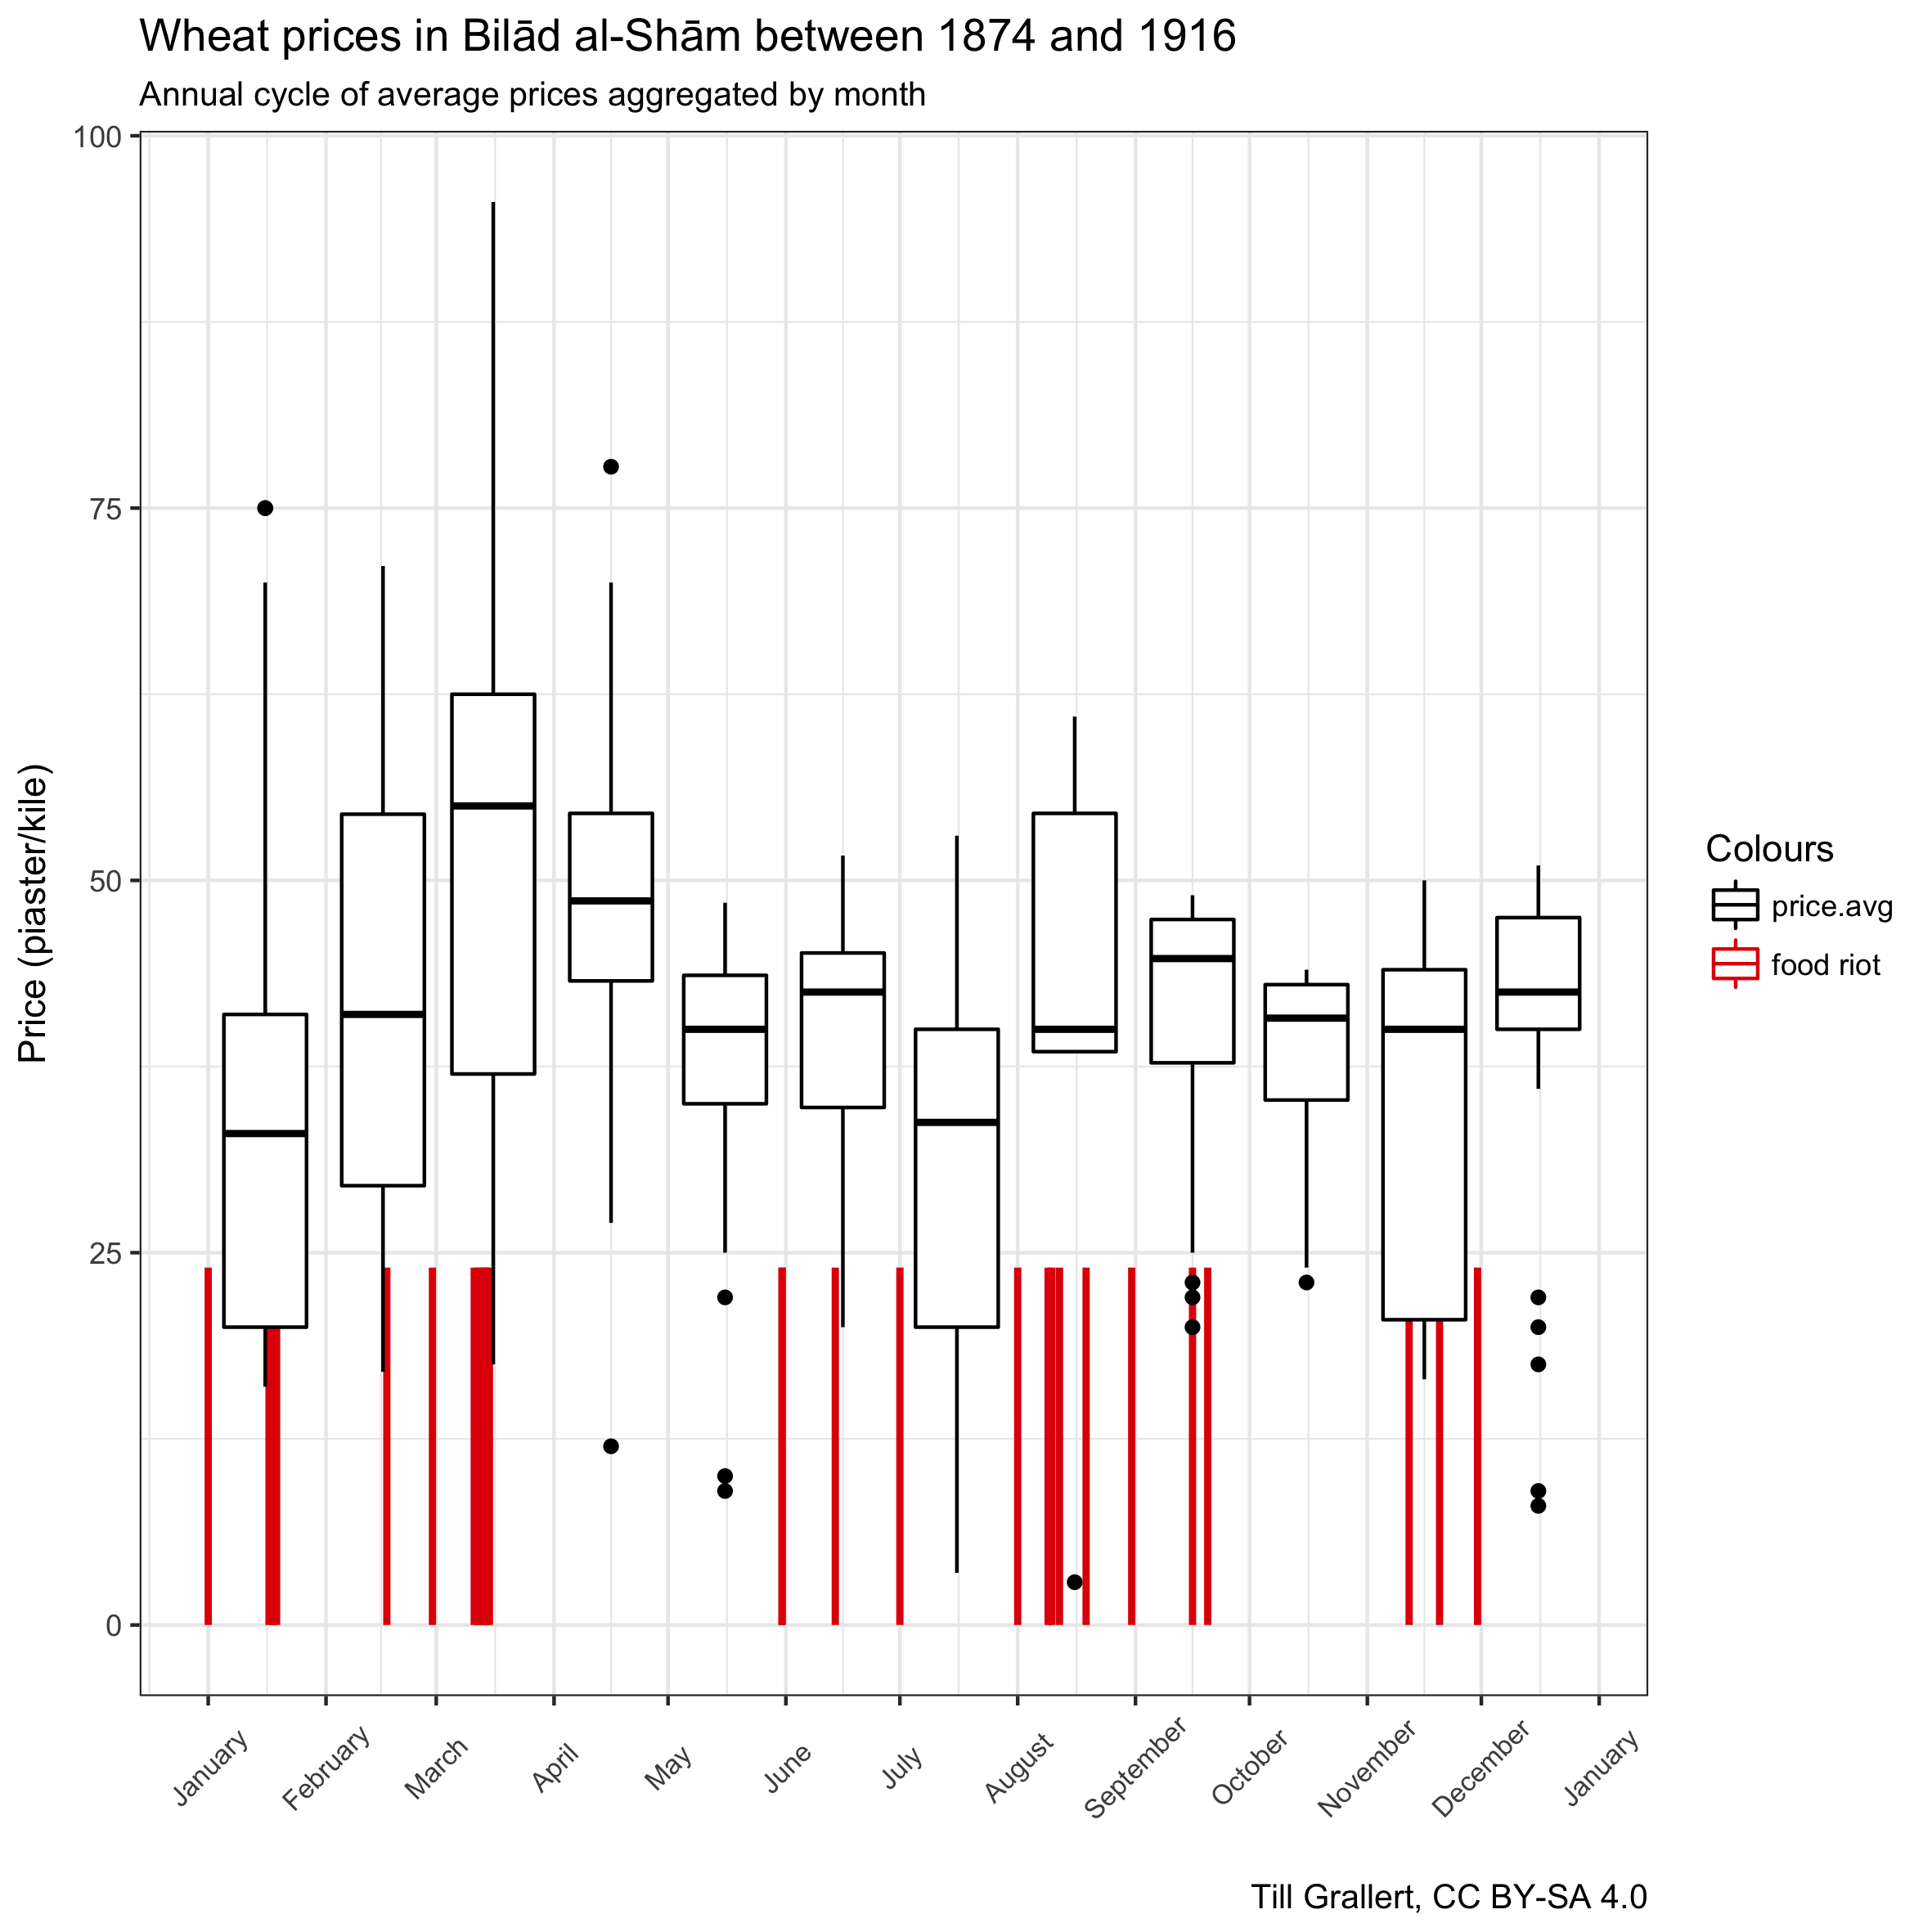 Wheat prices in Bilād al-Shām between 1874 and 1916
Annual cycle of average prices aggregated by month
100
75
50
25
0
Price (piaster/kile)
January
February
March
April
May
June
July
August
September
October
November
December
January
Colours
price.avg
food riot
Till Grallert, CC BY-SA 4.0